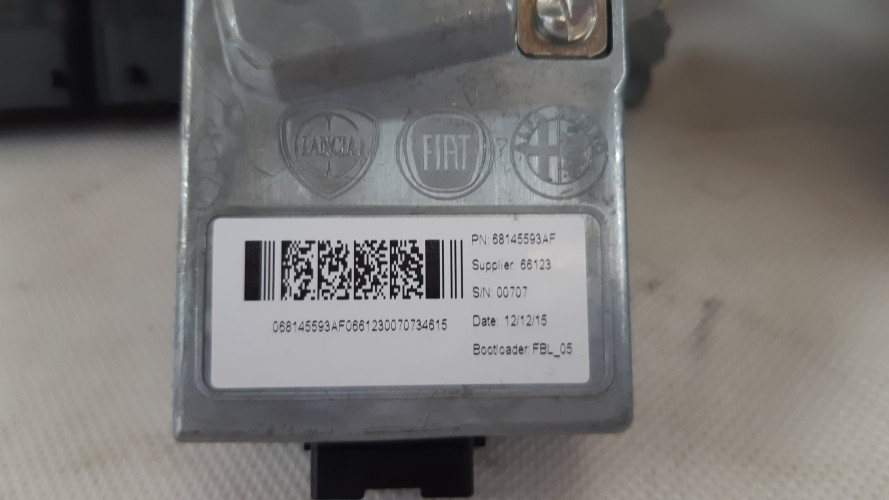 LANCIA
FIAT
PN: 68145593AF
Supplier: 66123
S/N: 00707
068145593AF0661230070734615
Date: 12/12/15
Bootloader: FBL_05